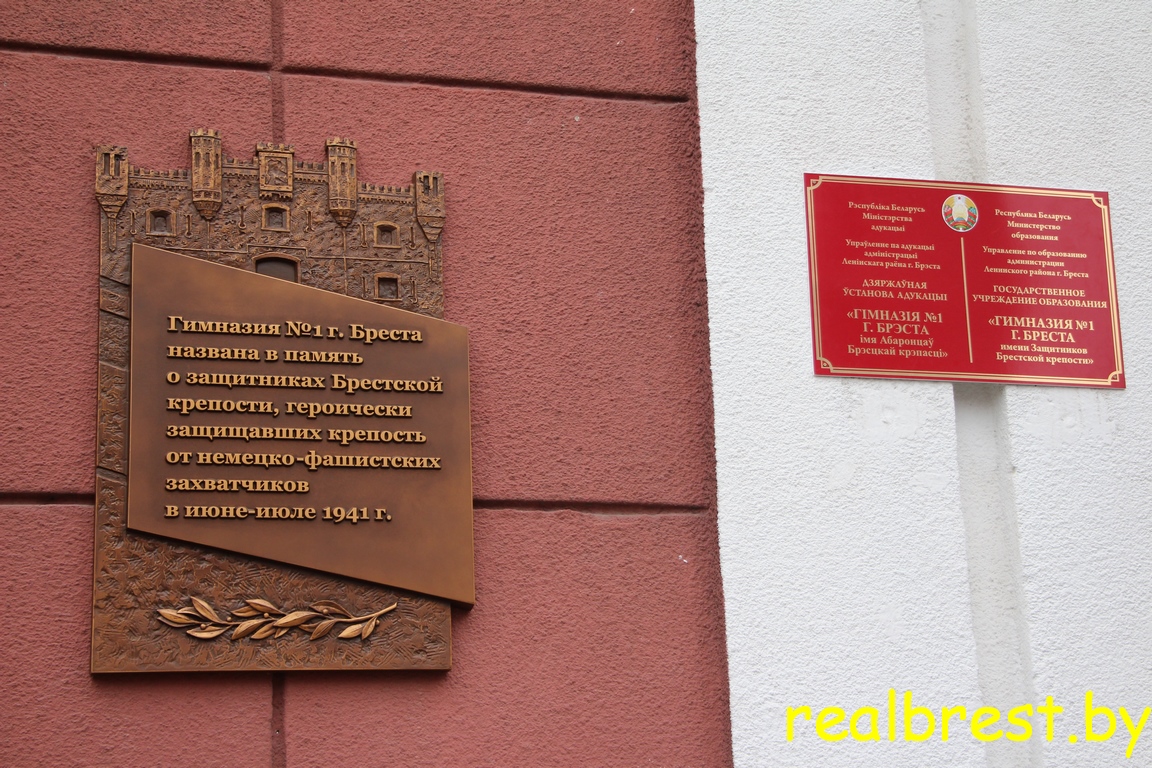 Гимназия №1 г. Бреста
названа в память
о защитниках Брестской
крепости, героически
защищавших крепость
от немецко-фашистских
захватчиков
в июне-июле 1941 г.
Рэспубліка Беларусь
Міністэрства
адукацыі
Упраўленне па адукацыі
адміністрацыі
Ленінскага раёна г. Брэста
ДЗЯРЖАЎНАЯ
ЎСТАНОВА АДУКАЦЫІ
«ГІМНАЗІЯ №1
Г. БРЭСТА
імя Абаронцаў
Брэсцкай крэпасці»
Республика Беларусь
Министерство
образования
Управление по образованию
администрации
Ленинского района г. Бреста
ГОСУДАРСТВЕННОЕ
УЧРЕЖДЕНИЕ ОБРАЗОВАНИЯ
«ГИМНАЗИЯ №1
Г. БРЕСТА
имени Защитников
Брестской крепости»
realbrest.by